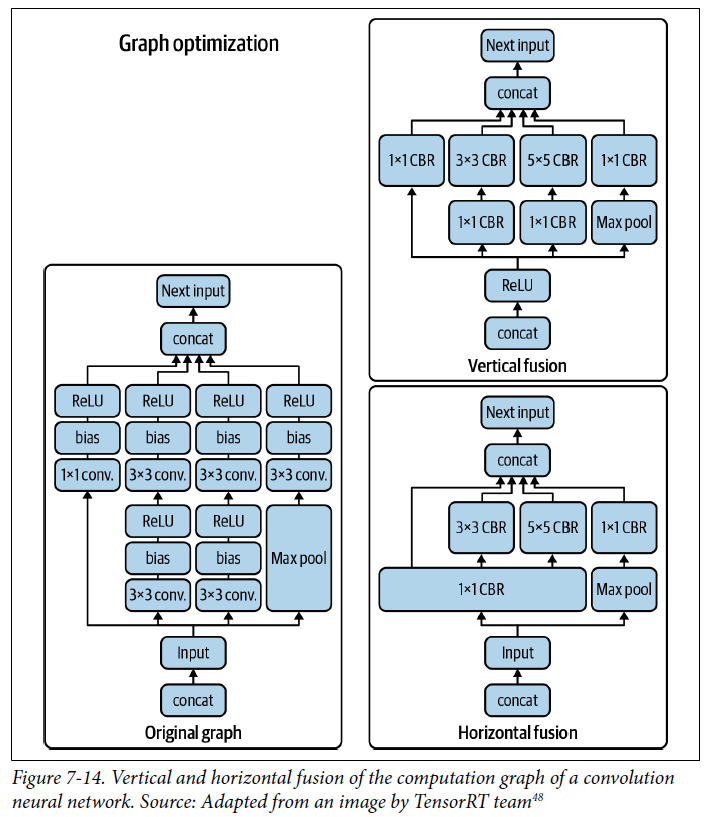 Graph optimization
Next input
concat
ReLU ReLU ReLU ReLU
bias bias bias bias
1×1 conv. 3×3 conv. 3×3 conv. 3×3 conv.
ReLU ReLU
bias bias Max pool
3×3 conv. 3×3 conv.
Input
concat
Original graph
Next input
concat
1×1 CBR 3×3 CBR 5×5 CBR 1×1 CBR
1×1 CBR 1×1 CBR Max pool
ReLU
concat
Vertical fusion
Next input
concat
3×3 CBR 5×5 CBR 1×1 CBR
1×1 CBR Max pool
Input
concat
Horizontal fusion
Figure 7-14. Vertical and horizontal fusion of the computation graph of a convolution
neural network. Source: Adapted from an image by TensorRT team48